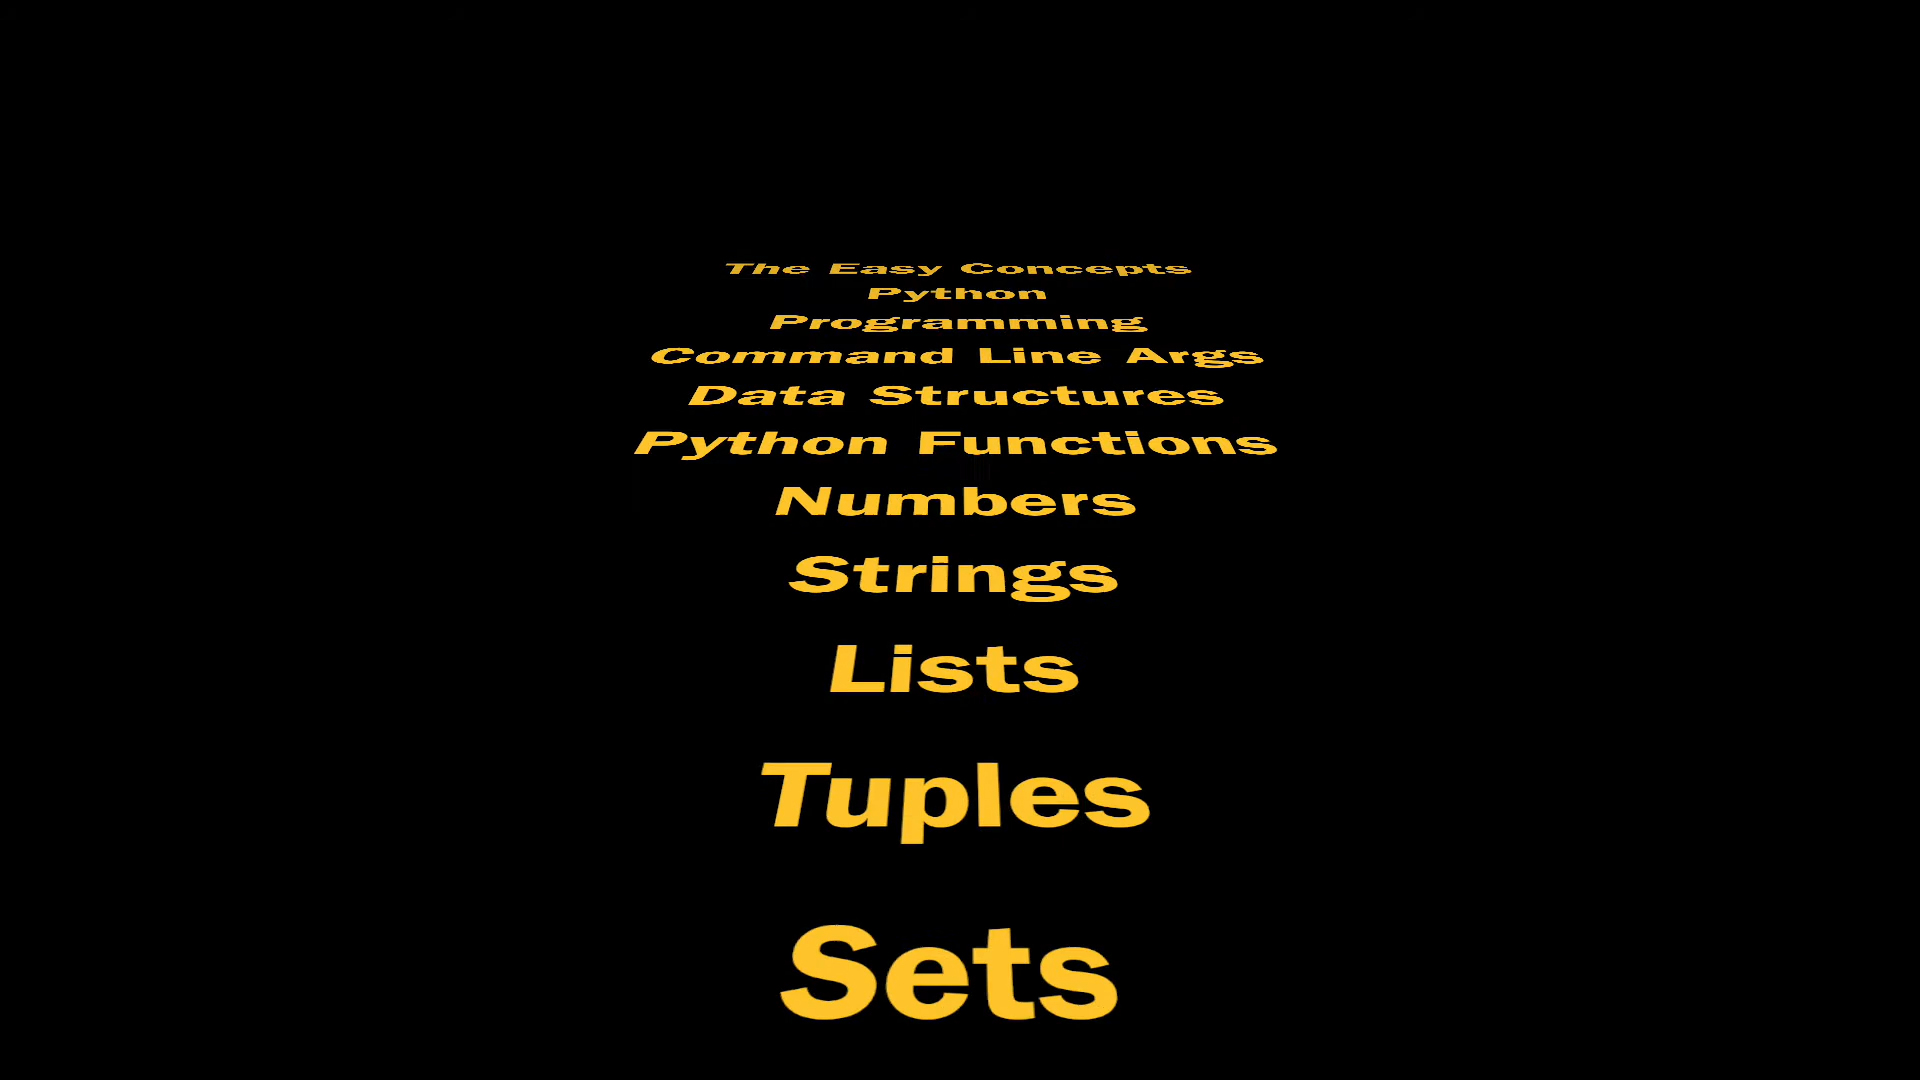 The Easy Concepts
Python
Programming
Command Line Args
Data Structures
Python Functions
Numbers
Strings
Lists
Tuples
Sets